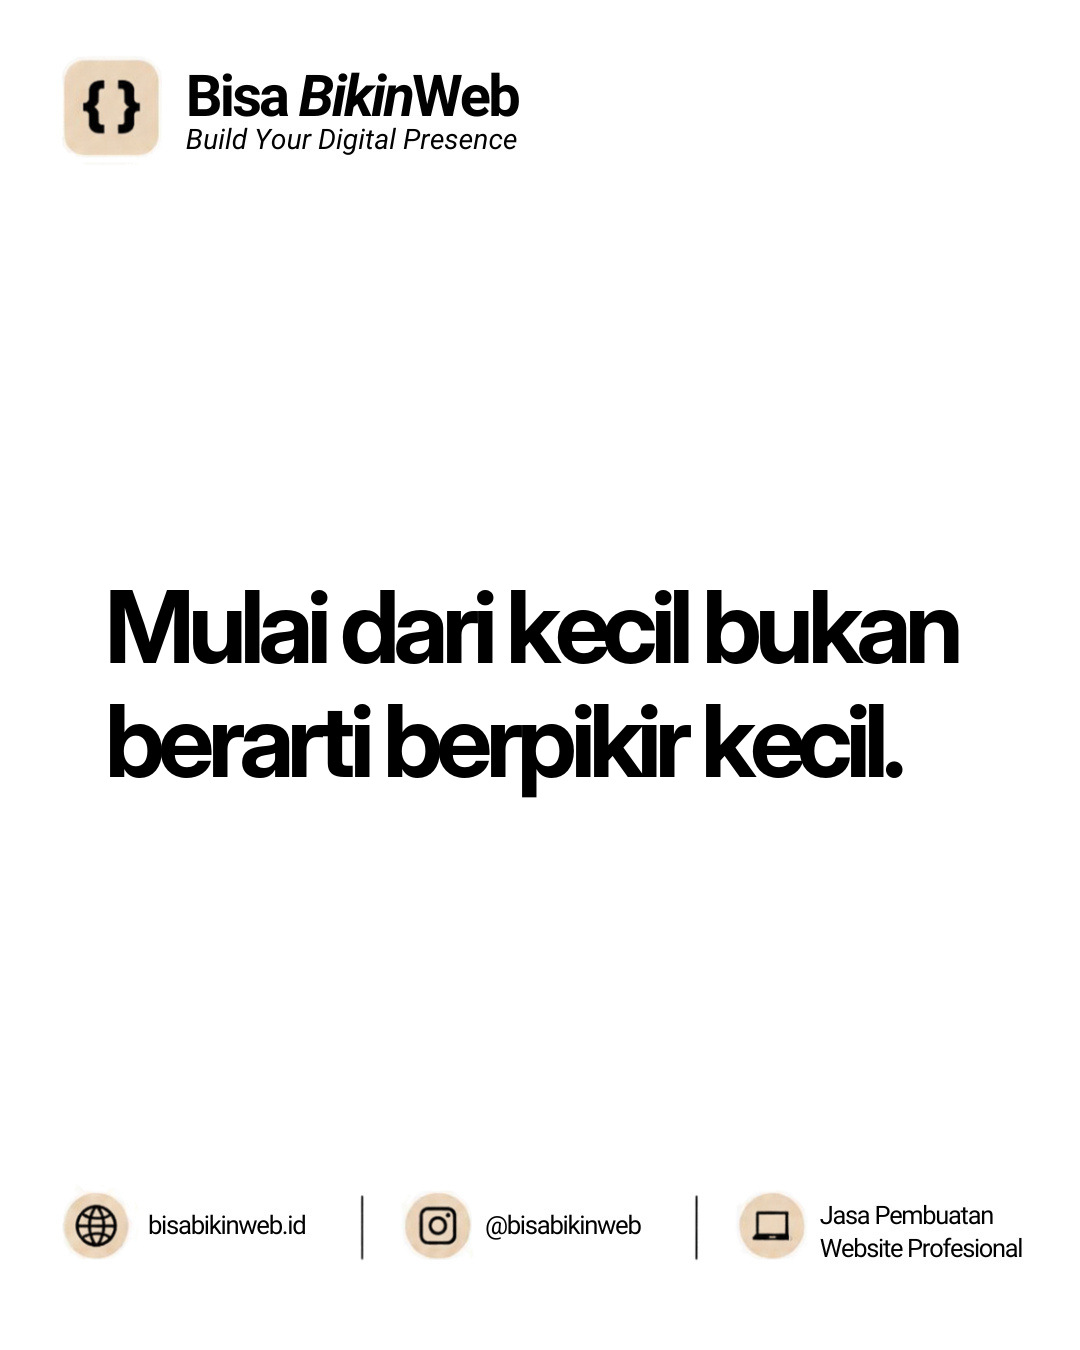 { }
Bisa BikinWeb
Build Your Digital Presence
Mulai dari kecil bukan
berarti berpikir kecil.
bisabikinweb.id
@bisabikinweb
Jasa Pembuatan
Website Profesional